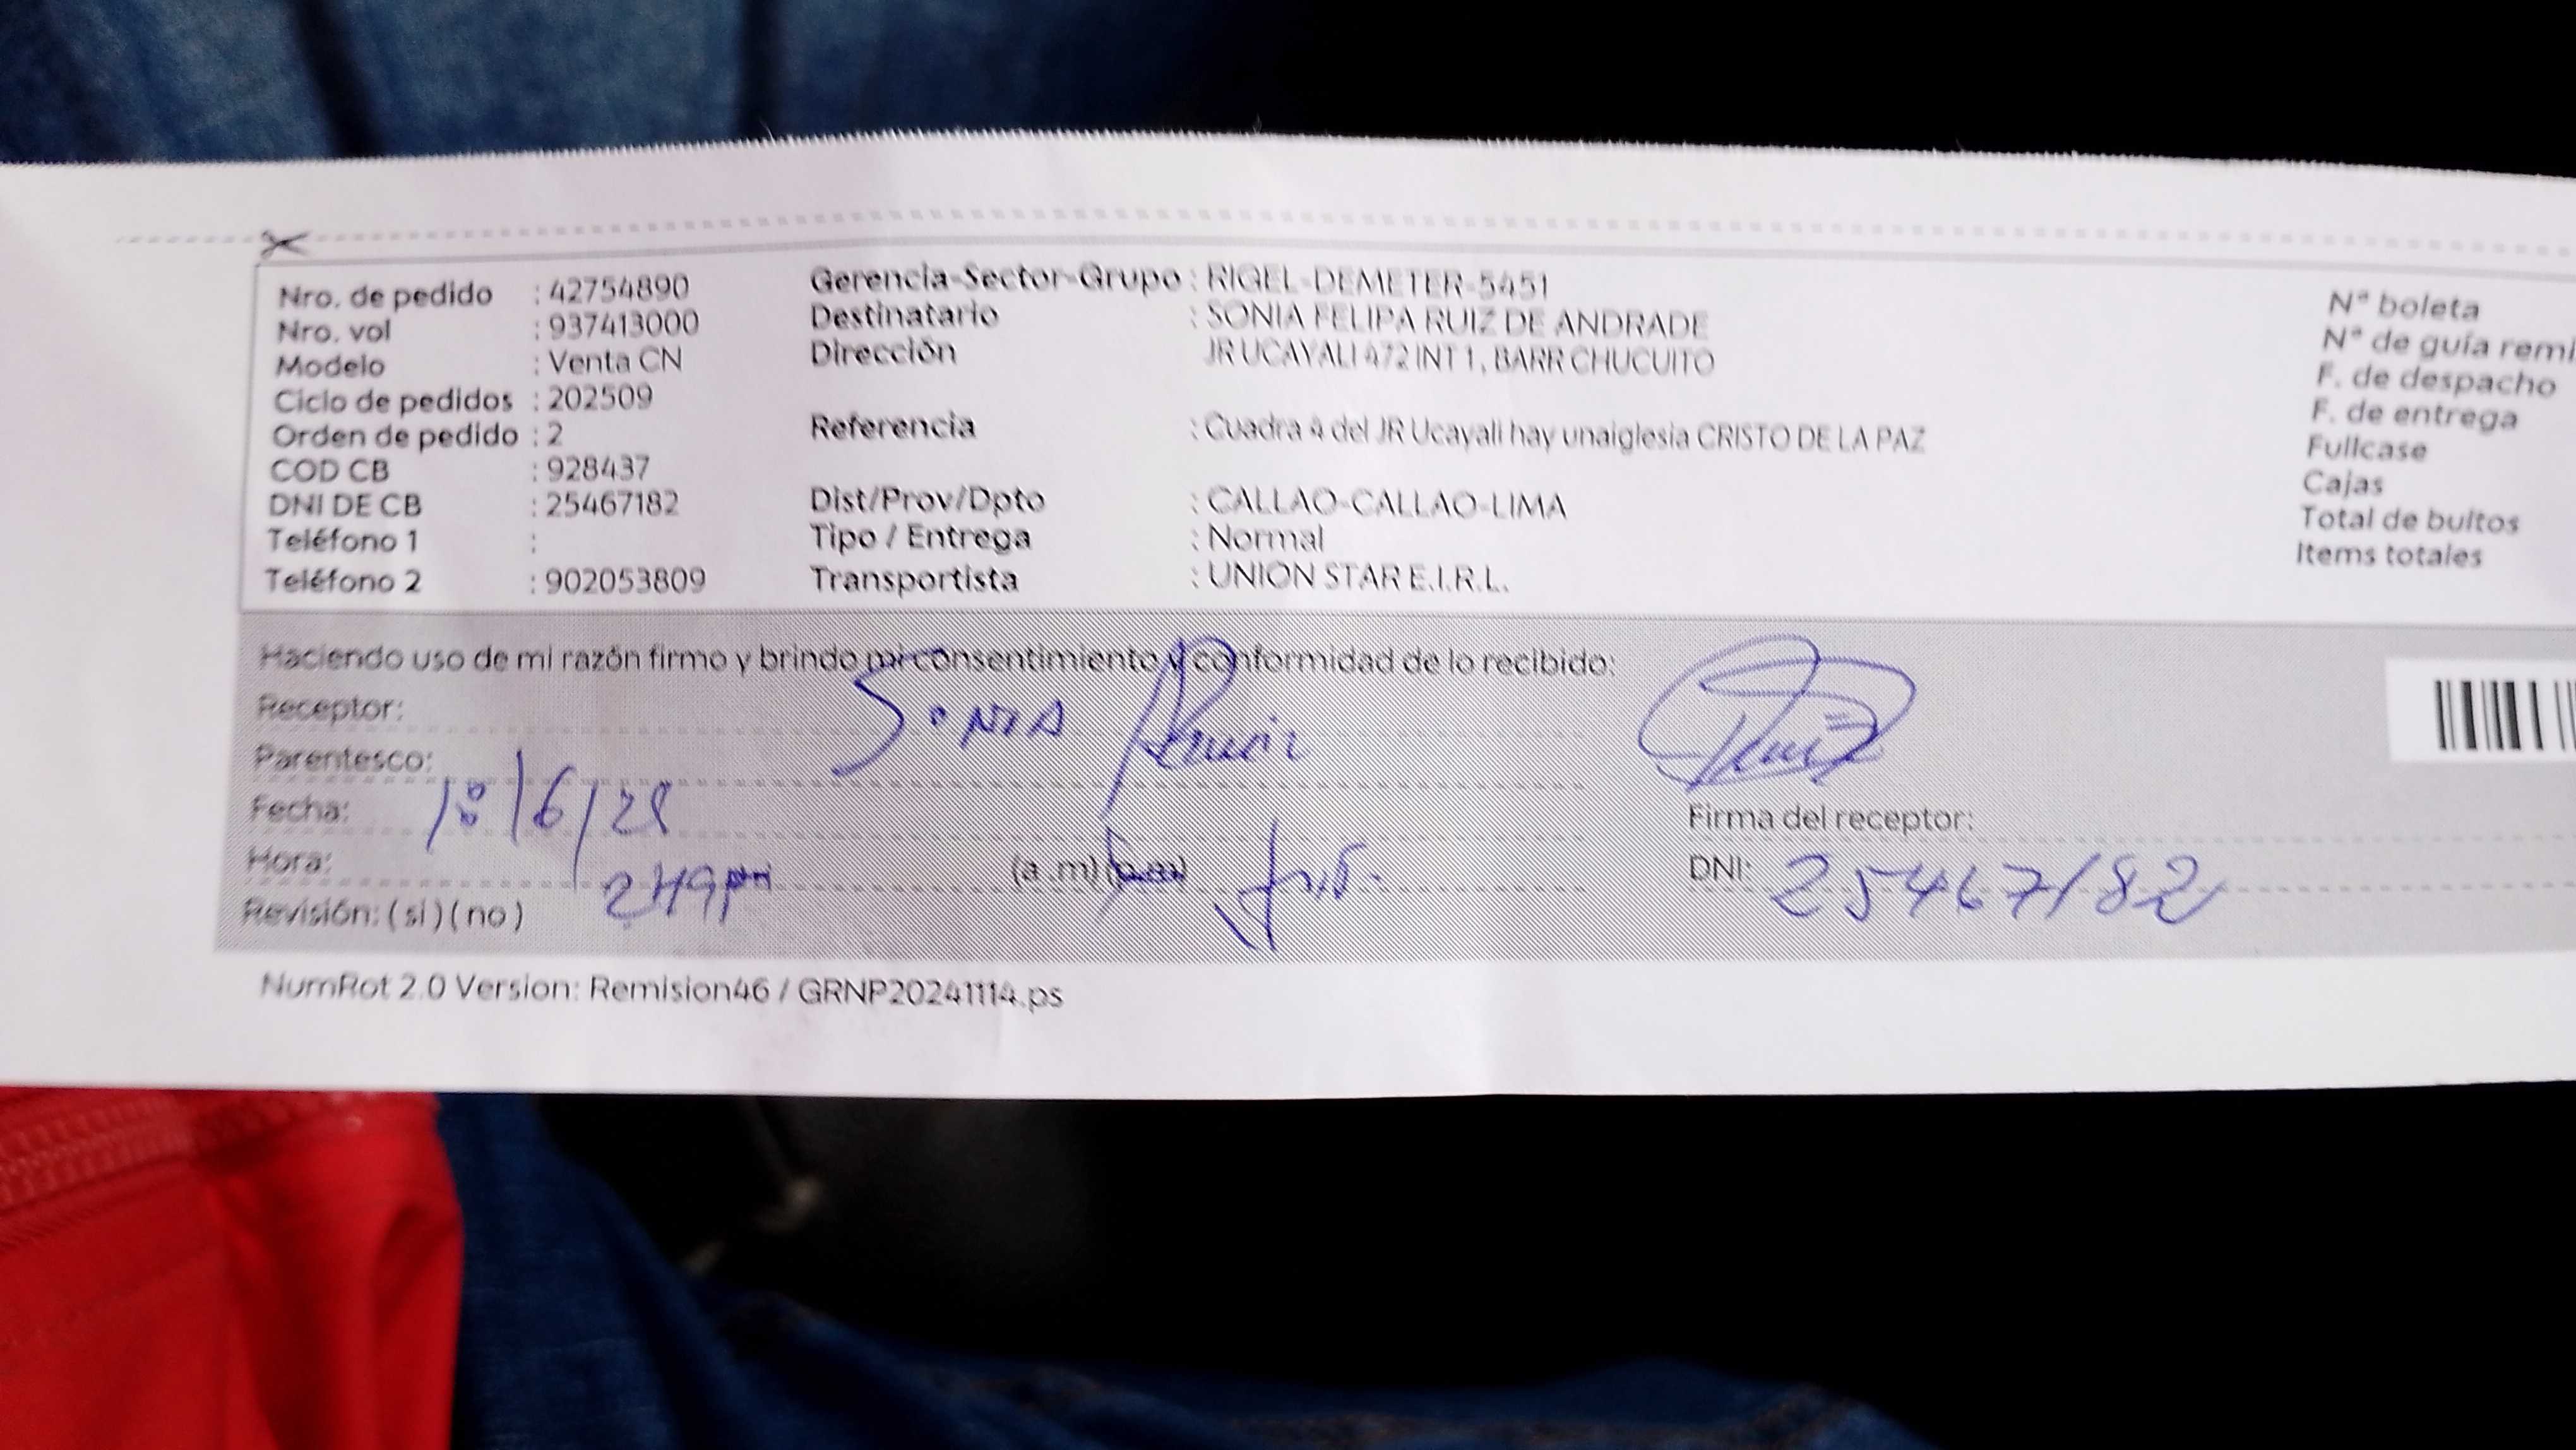 Nro. de pedido : 42754890 Gerencia-Sector-Grupo : RIGEL-DEMETER-5451 N° boleta
Nro. vol : 937413000 Destinatario : SONIA FELIPA RUIZ DE ANDRADE N° de guía remi
Modelo : Venta CN Dirección JR UCAYALI 472 INT 1, BARR CHUCUITO F. de despacho
Ciclo de pedidos : 202509 F. de entrega
Orden de pedido : 2 Referencia : Cuadra 4 del JR Ucayali hay unaiglesia CRISTO DE LA PAZ Fullcase
COD CB : 928437 Cajas
DNI DE CB : 25467182 Dist/Prov/Dpto : CALLAO-CALLAO-LIMA Total de bultos
Teléfono 1 : Tipo / Entrega : Normal Items totales
Teléfono 2 : 902053809 Transportista : UNION STAR E.I.R.L.
Haciendo uso de mi razón firmo y brindo mi consentimiento y conformidad de lo recibido:
Receptor: SONIA
Parentesco:
Fecha: Firma del receptor:
Hora: 249 pm (a .m) (p.m) DNI: 25467182
Revisión: ( si ) ( no )
NumRot 2.0 Version: Remision46 / GRNP20241114.ps